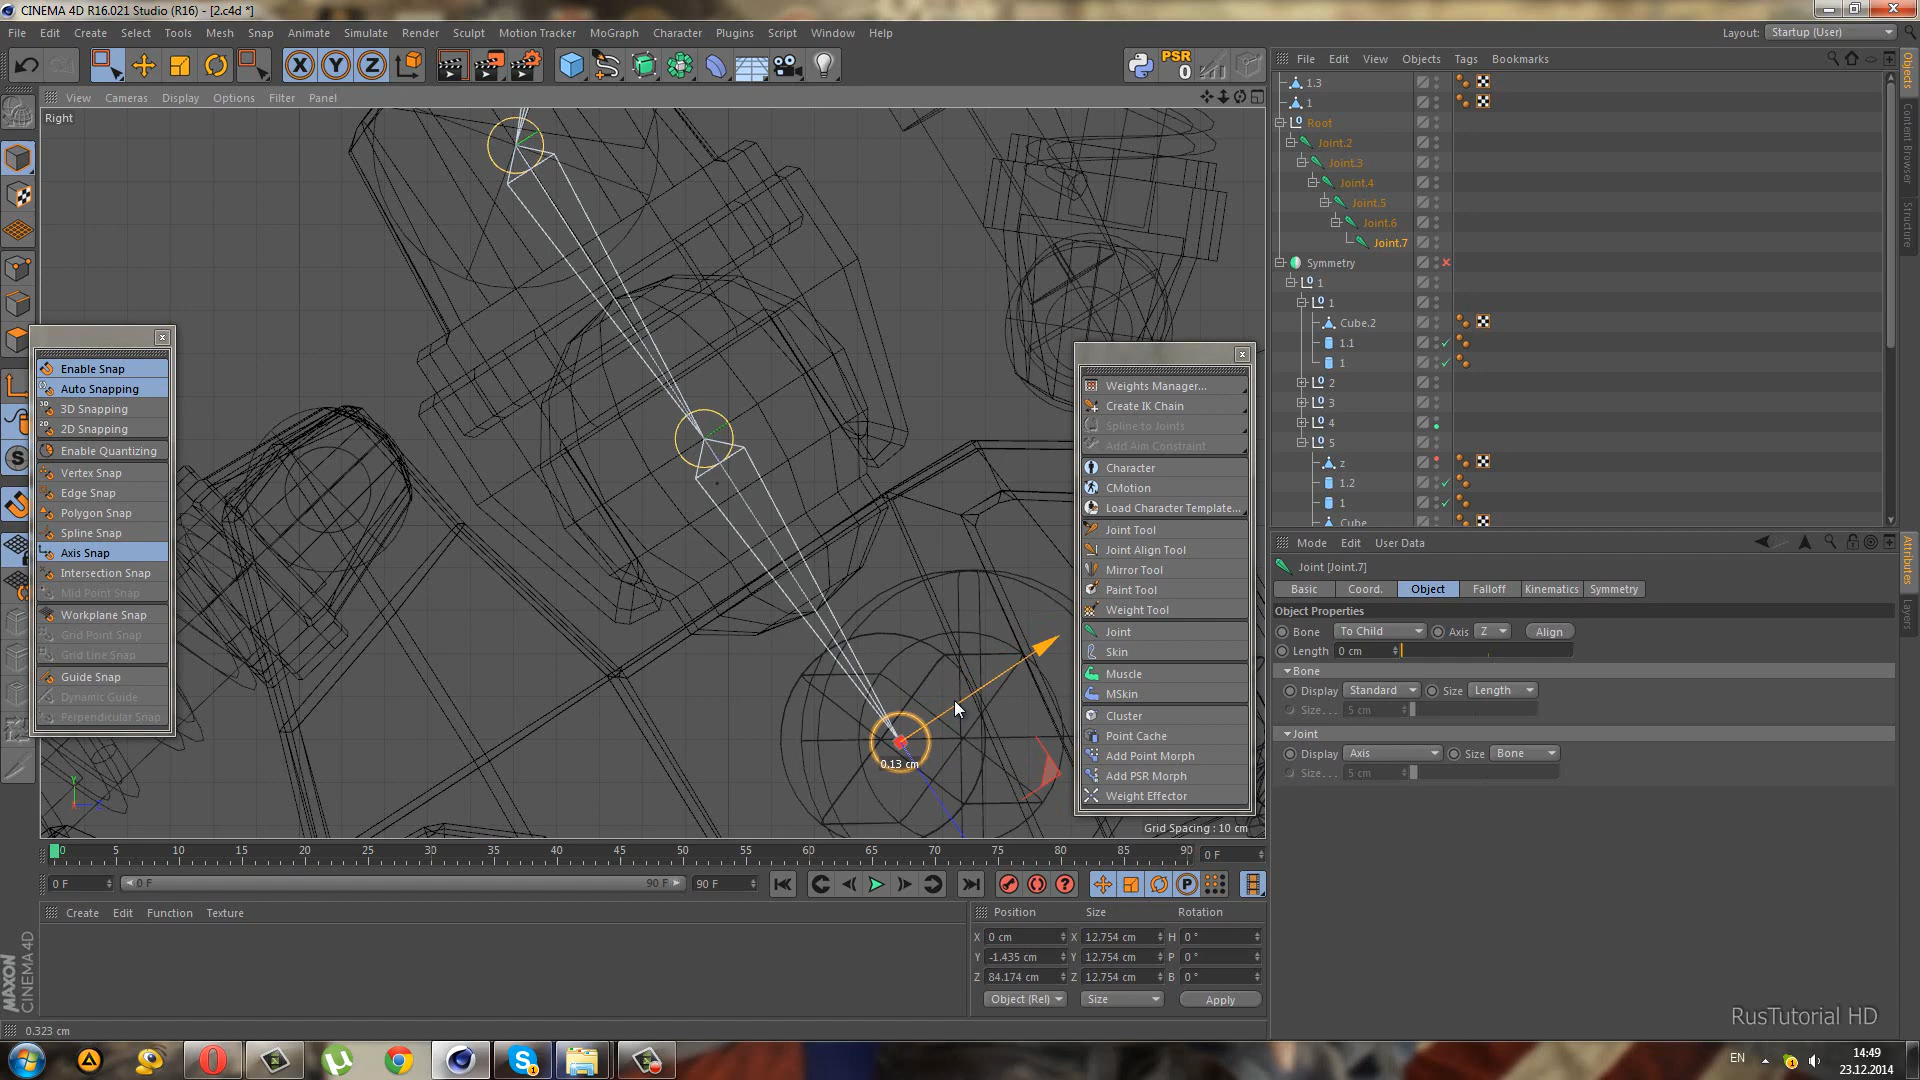 CINEMA 4D R16.021 Studio (R16) - [2.c4d *]
File Edit Create Select Tools Mesh Snap Animate Simulate Render Sculpt Motion Tracker MoGraph Character Plugins Script Window Help
Layout: Startup (User)
PSR
0
View Cameras Display Options Filter Panel
Right
Enable Snap
Auto Snapping
3D Snapping
2D Snapping
Enable Quantizing
Vertex Snap
Edge Snap
Polygon Snap
Spline Snap
Axis Snap
Intersection Snap
Mid Point Snap
Workplane Snap
Grid Point Snap
Grid Line Snap
Guide Snap
Dynamic Guide
Perpendicular Snap
0.13 cm
Weights Manager...
Create IK Chain
Spline to Joints
Add Aim Constraint
Character
CMotion
Load Character Template...
Joint Tool
Joint Align Tool
Mirror Tool
Paint Tool
Weight Tool
Joint
Skin
Muscle
MSkin
Cluster
Point Cache
Add Point Morph
Add PSR Morph
Weight Effector
Grid Spacing : 10 cm
File Edit View Objects Tags Bookmarks
1.3
1
Root
Joint.2
Joint.3
Joint.4
Joint.5
Joint.6
Joint.7
Symmetry
1
1
Cube.2
1.1
1
2
3
4
5
z
1.2
1
Cube
Objects
Content Browser
Structure
Attributes
Layers
Mode Edit User Data
Joint [Joint.7]
Basic Coord. Object Falloff Kinematics Symmetry
Object Properties
Bone To Child Axis Z Align
Length 0 cm
Bone
Display Standard Size Length
Size... 5 cm
Joint
Display Axis Size Bone
Size... 5 cm
0 5 10 15 20 25 30 35 40 45 50 55 60 65 70 75 80 85 90 0 F
0 F 0 F 90 F 90 F
Create Edit Function Texture
Position Size Rotation
X 0 cm X 12.754 cm H 0 °
Y -1.435 cm Y 12.754 cm P 0 °
Z 84.174 cm Z 12.754 cm B 0 °
Object (Rel) Size Apply
MAXON
CINEMA 4D
0.323 cm
RusTutorial HD
EN
14:49
23.12.2014